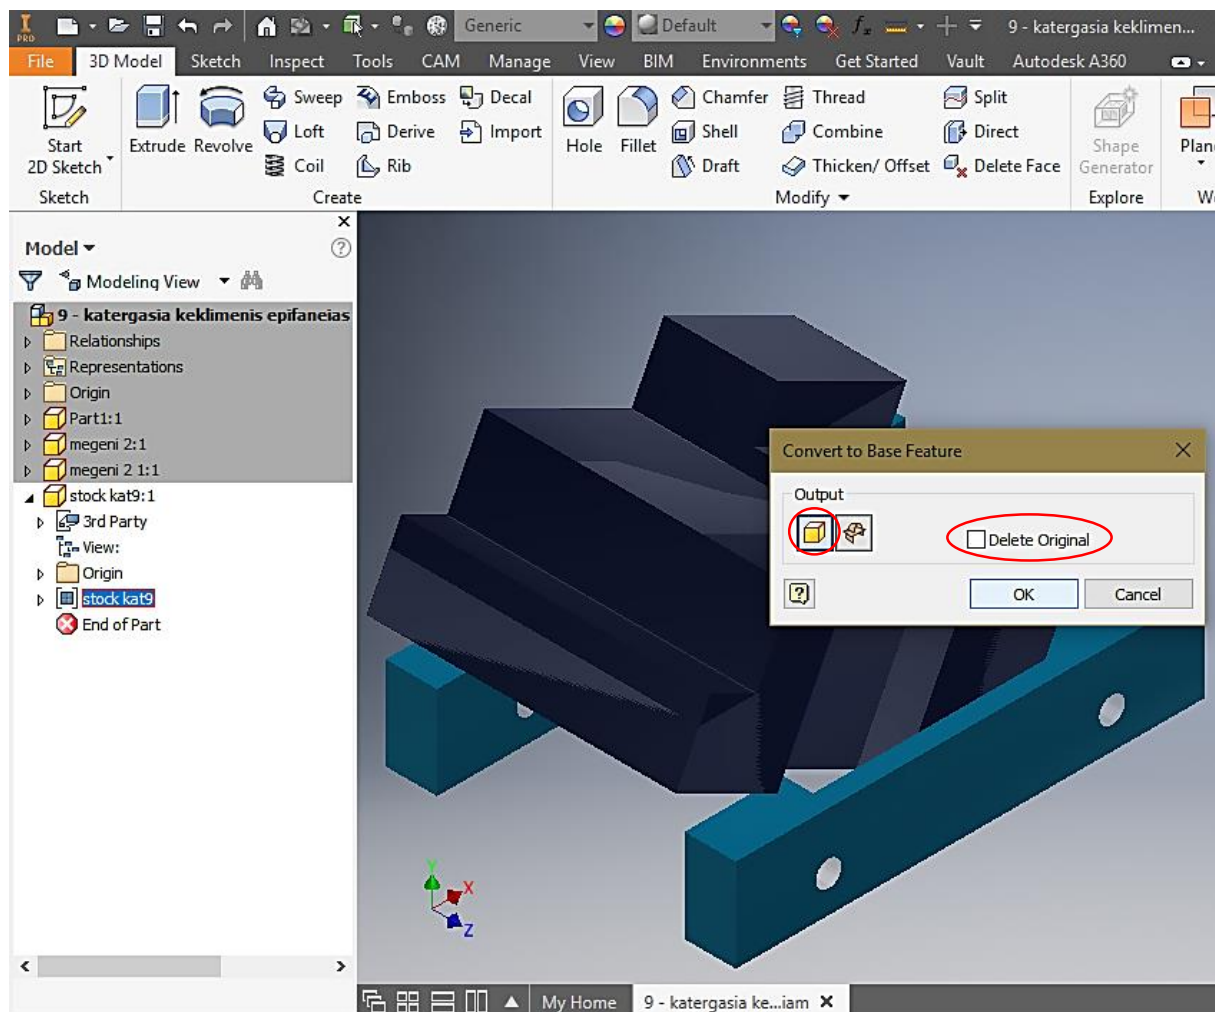 PRO Generic Default 9 - katergasia keklimen...
File 3D Model Sketch Inspect Tools CAM Manage View BIM Environments Get Started Vault Autodesk A360
Start 2D Sketch
Extrude Revolve
Sweep Emboss Decal
Loft Derive Import
Coil Rib
Hole Fillet
Chamfer Thread Split
Shell Combine Direct
Draft Thicken/ Offset Delete Face
Shape Generator
Sketch Create Modify Explore
Model
Modeling View
9 - katergasia keklimenis epifaneias
Relationships
Representations
Origin
Part1:1
megeni 2:1
megeni 2 1:1
stock kat9:1
3rd Party
View:
Origin
stock kat9
End of Part
Convert to Base Feature
Output
Delete Original
OK Cancel
Y
X
Z
My Home 9 - katergasia ke...iam